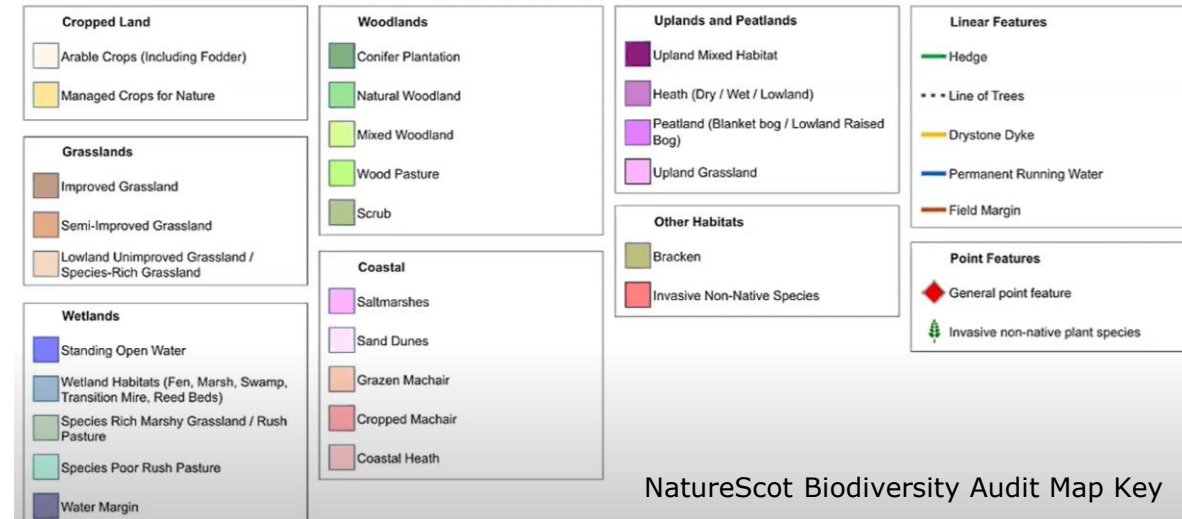 Cropped Land
Arable Crops (Including Fodder)
Managed Crops for Nature
Grasslands
Improved Grassland
Semi-Improved Grassland
Lowland Unimproved Grassland /
Species-Rich Grassland
Wetlands
Standing Open Water
Wetland Habitats (Fen, Marsh, Swamp,
Transition Mire, Reed Beds)
Species Rich Marshy Grassland / Rush
Pasture
Species Poor Rush Pasture
Water Margin
Woodlands
Conifer Plantation
Natural Woodland
Mixed Woodland
Wood Pasture
Scrub
Coastal
Saltmarshes
Sand Dunes
Grazen Machair
Cropped Machair
Coastal Heath
Uplands and Peatlands
Upland Mixed Habitat
Heath (Dry / Wet / Lowland)
Peatland (Blanket bog / Lowland Raised
Bog)
Upland Grassland
Other Habitats
Bracken
Invasive Non-Native Species
Linear Features
Hedge
Line of Trees
Drystone Dyke
Permanent Running Water
Field Margin
Point Features
General point feature
Invasive non-native plant species
NatureScot Biodiversity Audit Map Key